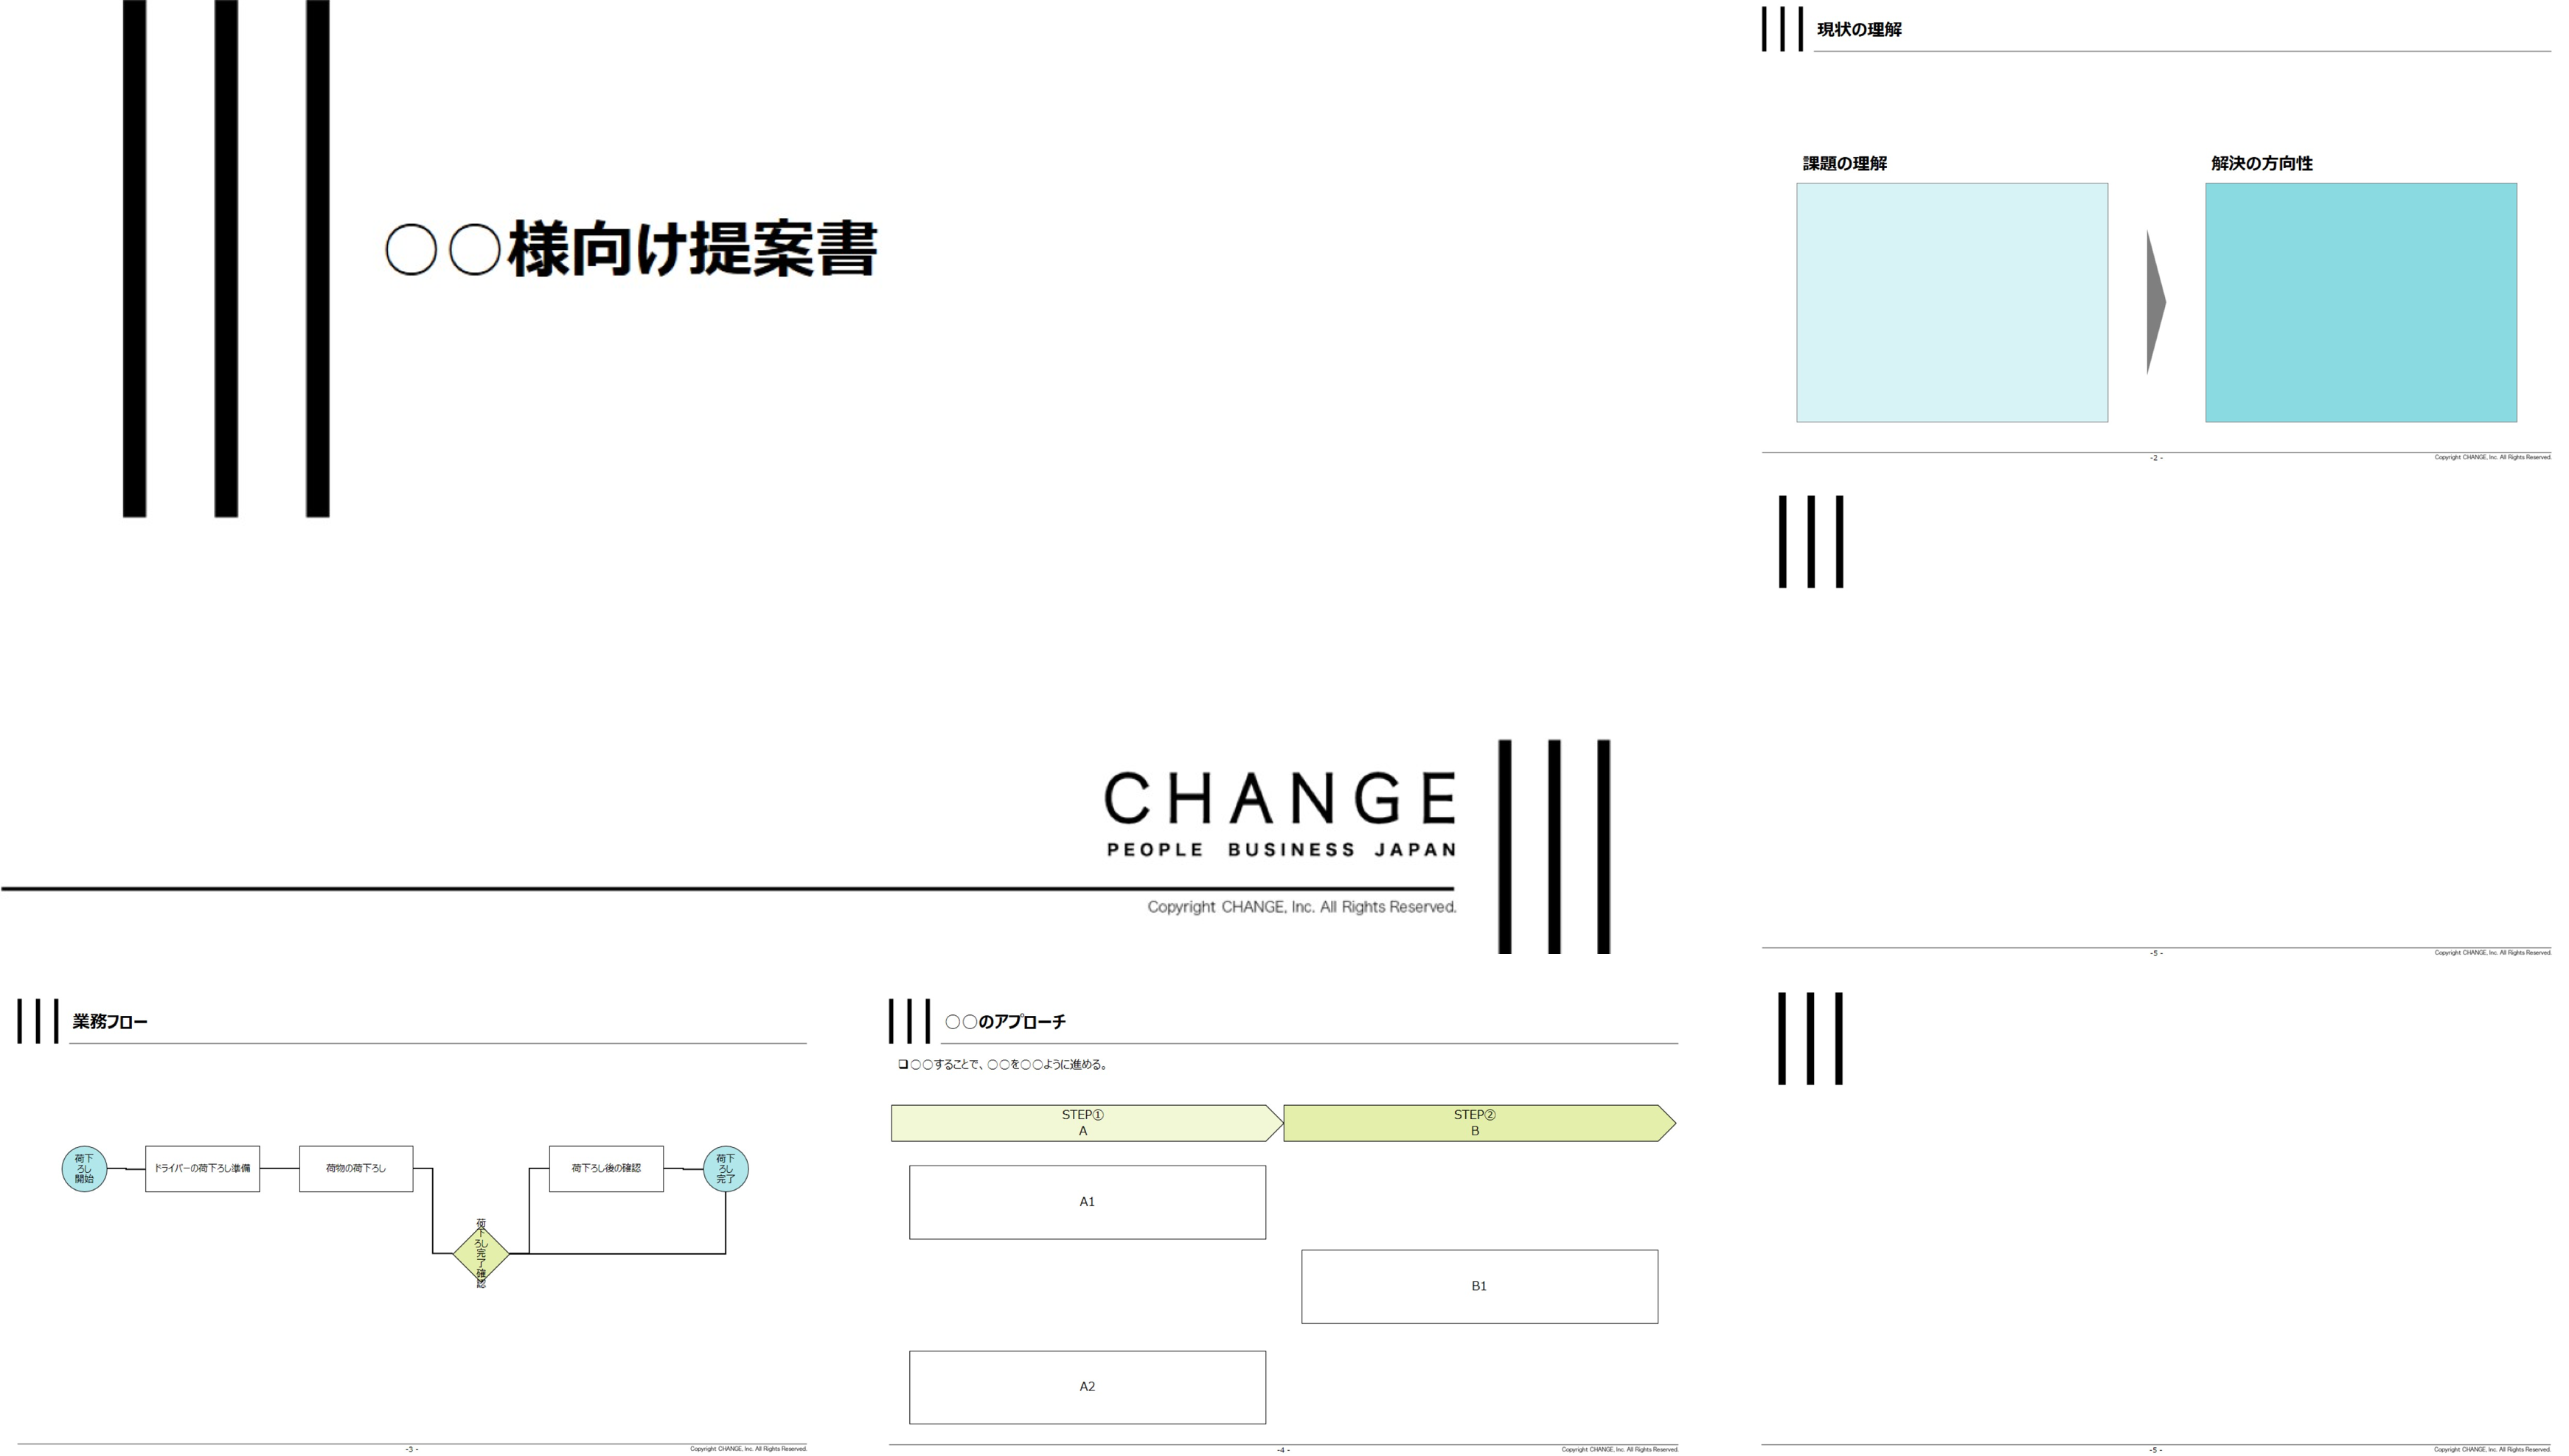 ○○様向け提案書
CHANGE
PEOPLE BUSINESS JAPAN
Copyright CHANGE, Inc. All Rights Reserved.
現状の理解
課題の理解
解決の方向性
-2 -
Copyright CHANGE, Inc. All Rights Reserved.
-5 -
Copyright CHANGE, Inc. All Rights Reserved.
業務フロー
荷下
ろし
開始
ドライバーの荷下ろし準備
荷物の荷下ろし
荷
下
ろし
完
了
確
認
荷下ろし後の確認
荷下
ろし
完了
-3 -
Copyright CHANGE, Inc. All Rights Reserved.
○○のアプローチ
❑○○することで、○○を○○ように進める。
STEP①
A
STEP②
B
A1
B1
A2
-4 -
Copyright CHANGE, Inc. All Rights Reserved.
-5 -
Copyright CHANGE, Inc. All Rights Reserved.